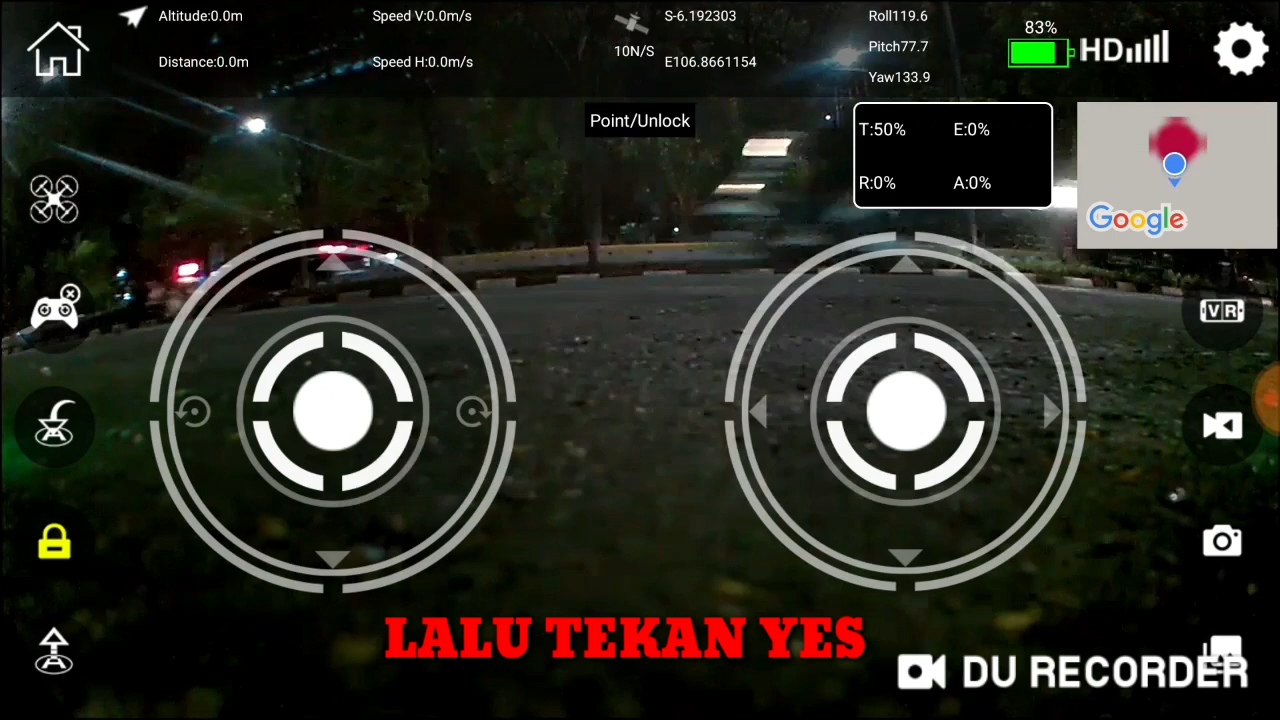 Altitude:0.0m
Speed V:0.0m/s
S-6.192303
Roll119.6
83%
10N/S
Pitch77.7
HD
Distance:0.0m
Speed H:0.0m/s
E106.8661154
Yaw133.9
Point/Unlock
T:50%
E:0%
R:0%
A:0%
Google
VR
LALU TEKAN YES
DU RECORDER